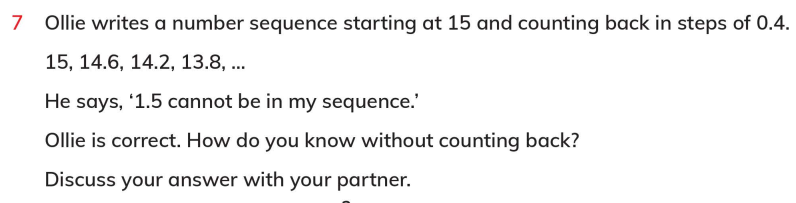 7 Ollie writes a number sequence starting at 15 and counting back in steps of 0.4.
15, 14.6, 14.2, 13.8, ...
He says, ‘1.5 cannot be in my sequence.’
Ollie is correct. How do you know without counting back?
Discuss your answer with your partner.